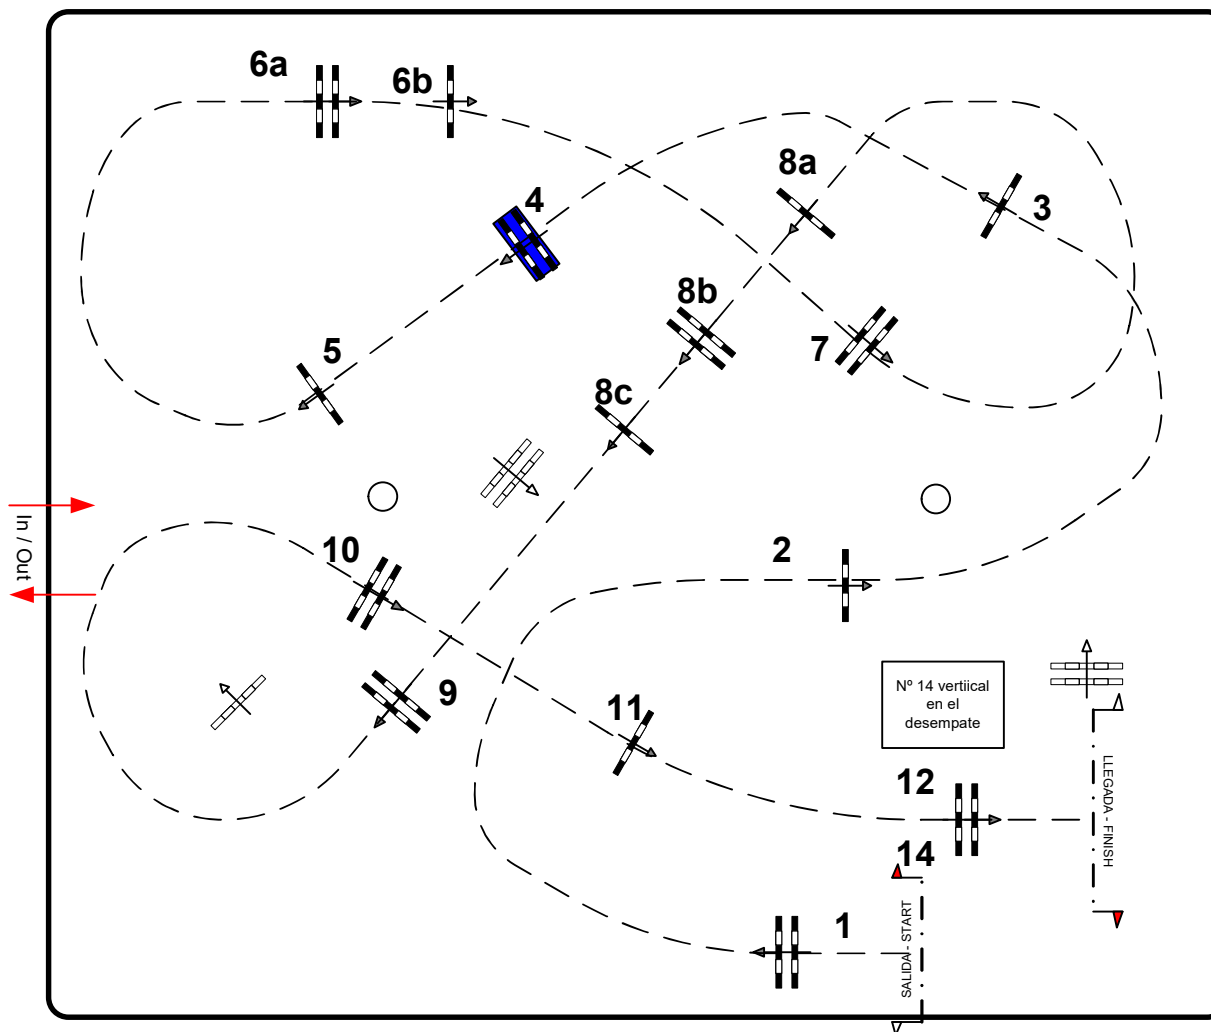 6a
6b
8a
4
3
8b
7
5
8c
In / Out
10
2
9
Nº 14 vertiical
en el
desempate
11
12
LLEGADA - FINISH
14
1
SALIDA - START